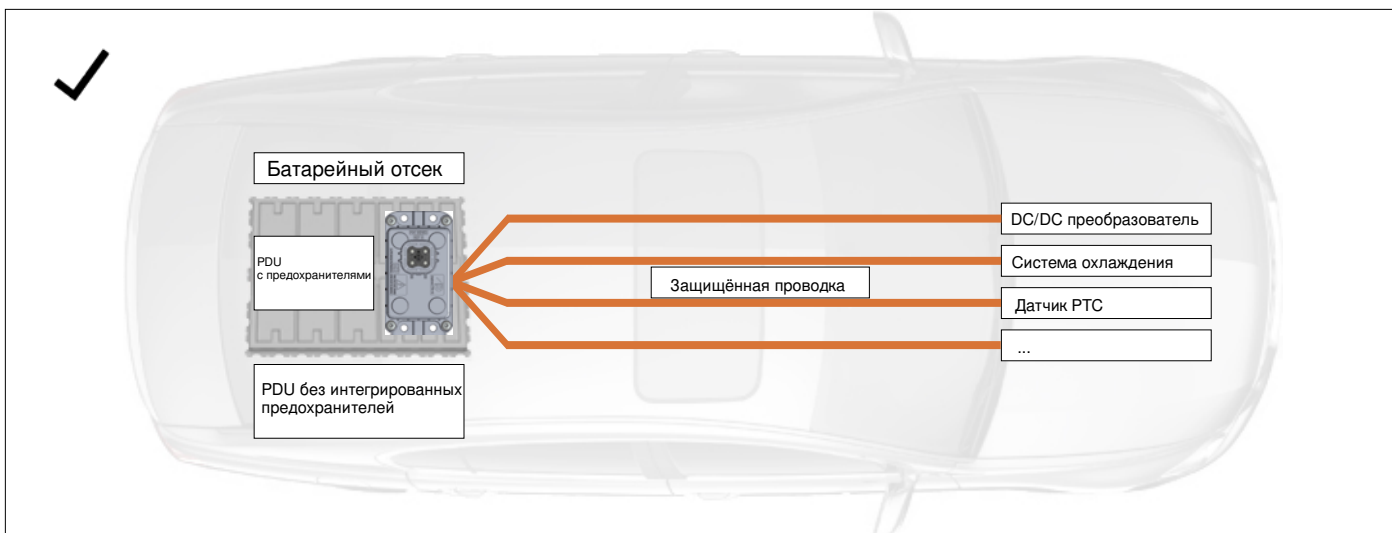 Батарейный отсек
PDU
с предохранителями
PDU без интегрированных
предохранителей
Защищённая проводка
DC/DC преобразователь
Система охлаждения
Датчик PTC
...